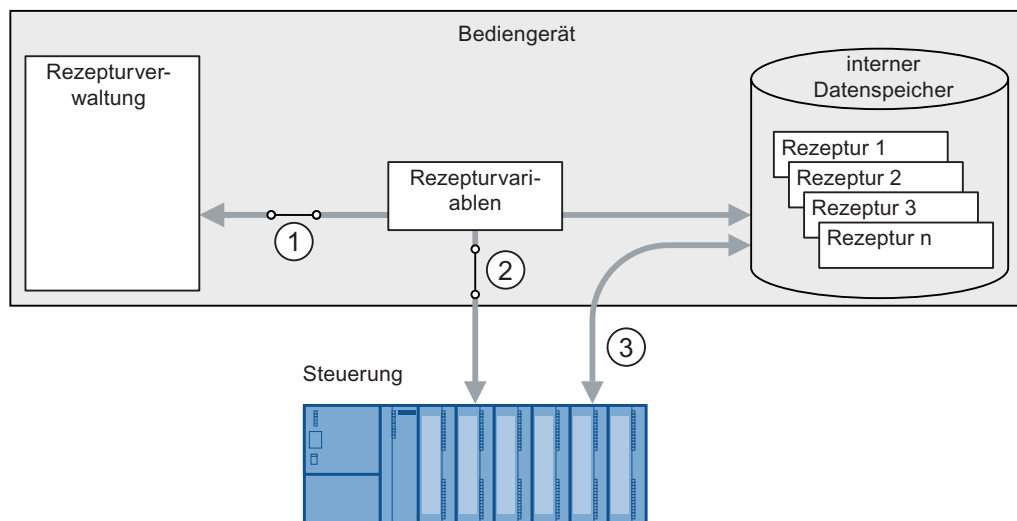 Bediengerät
Rezepturver-
waltung
interner
Datenspeicher
Rezeptur 1
Rezeptur 2
Rezeptur 3
Rezeptur n
Rezepturvari-
ablen
1
2
3
Steuerung